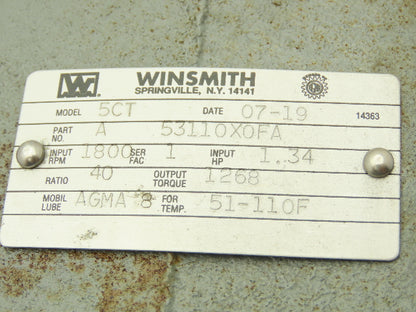 WINSMITH
SPRINGVILLE, N.Y. 14141
MODEL 5CT DATE 07-19 14363
PART NO. A 53110X0FA
INPUT RPM 1800 SER FAC 1 INPUT HP 1.34
RATIO 40 OUTPUT TORQUE 1268
MOBIL LUBE AGMA 8 FOR TEMP. 51-110F